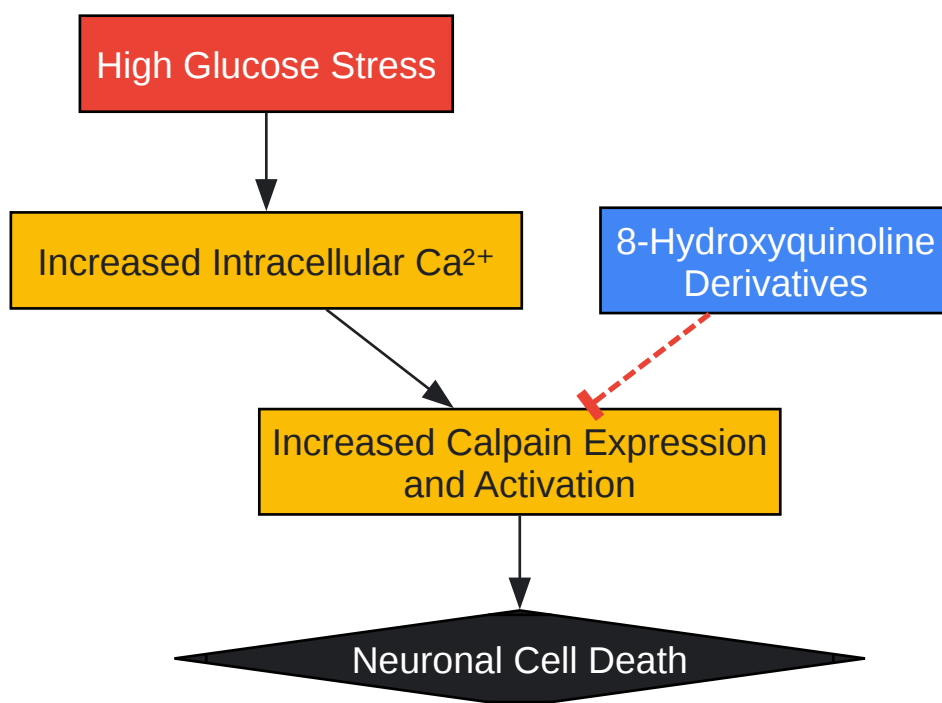 High Glucose Stress
Increased Intracellular Ca²⁺
8-Hydroxyquinoline
Derivatives
Increased Calpain Expression
and Activation
Neuronal Cell Death